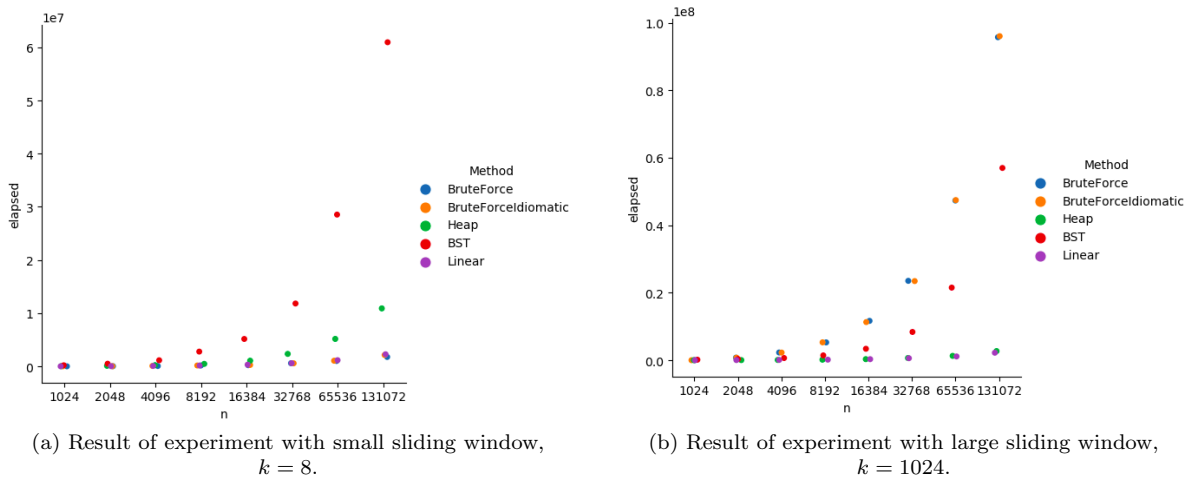 1e7
6
5
4
3
2
1
0
elapsed
1024 2048 4096 8192 16384 32768 65536 131072
n
Method
BruteForce
BruteForceIdiomatic
Heap
BST
Linear
(a) Result of experiment with small sliding window,
k = 8.
1e8
1.0
0.8
0.6
0.4
0.2
0.0
elapsed
1024 2048 4096 8192 16384 32768 65536 131072
n
Method
BruteForce
BruteForceIdiomatic
Heap
BST
Linear
(b) Result of experiment with large sliding window,
k = 1024.